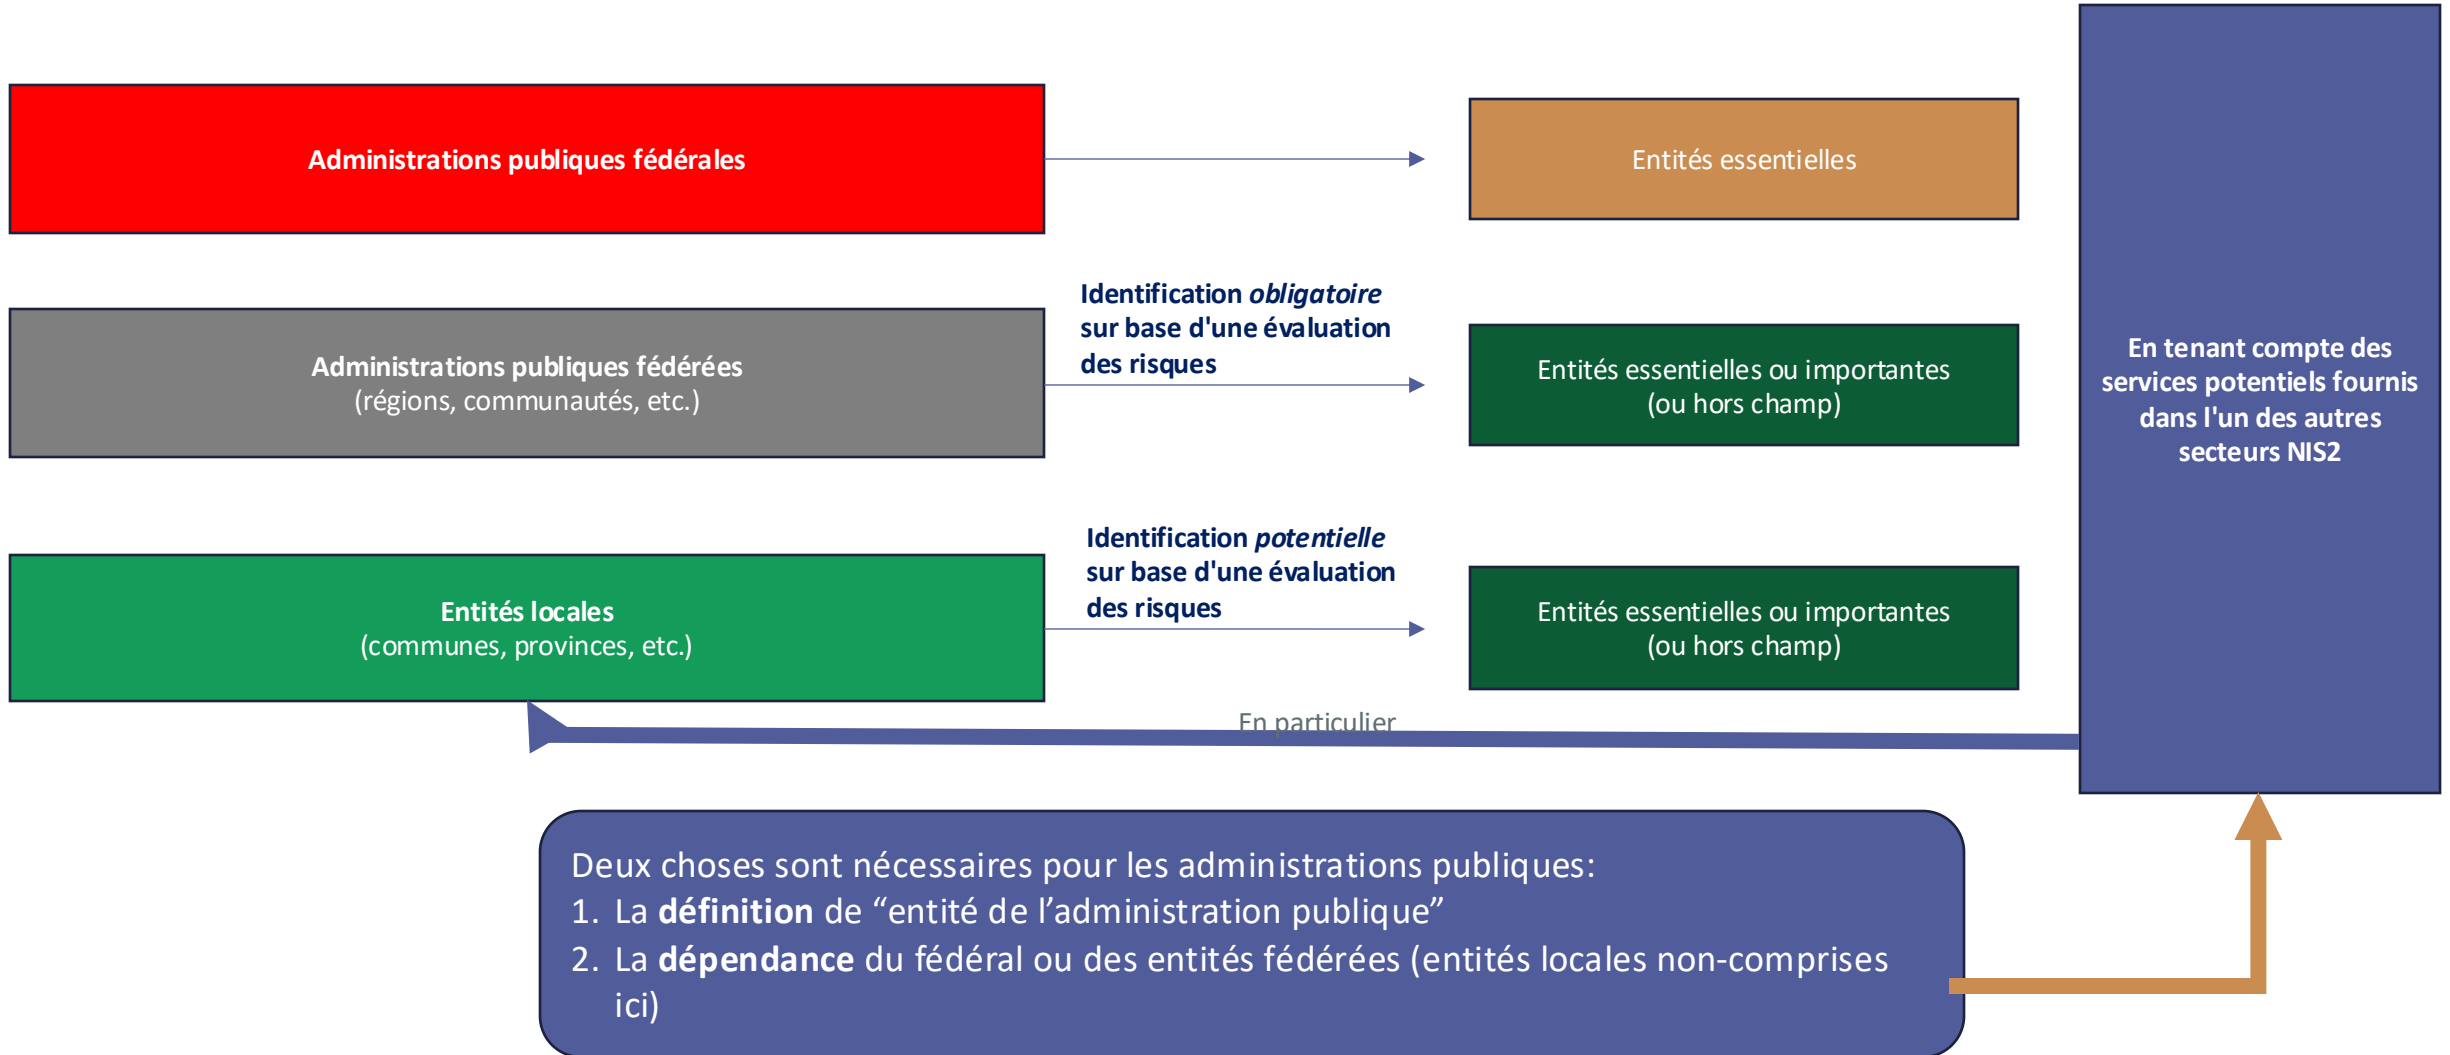 Administrations publiques fédérales
Entités essentielles
Identification obligatoire
sur base d'une évaluation
des risques
Administrations publiques fédérées
(régions, communautés, etc.)
Entités essentielles ou importantes
(ou hors champ)
En tenant compte des
services potentiels fournis
dans l'un des autres
secteurs NIS2
Identification potentielle
sur base d'une évaluation
des risques
Entités locales
(communes, provinces, etc.)
Entités essentielles ou importantes
(ou hors champ)
En particulier
Deux choses sont nécessaires pour les administrations publiques:
1. La définition de “entité de l’administration publique”
2. La dépendance du fédéral ou des entités fédérées (entités locales non-comprises
ici)